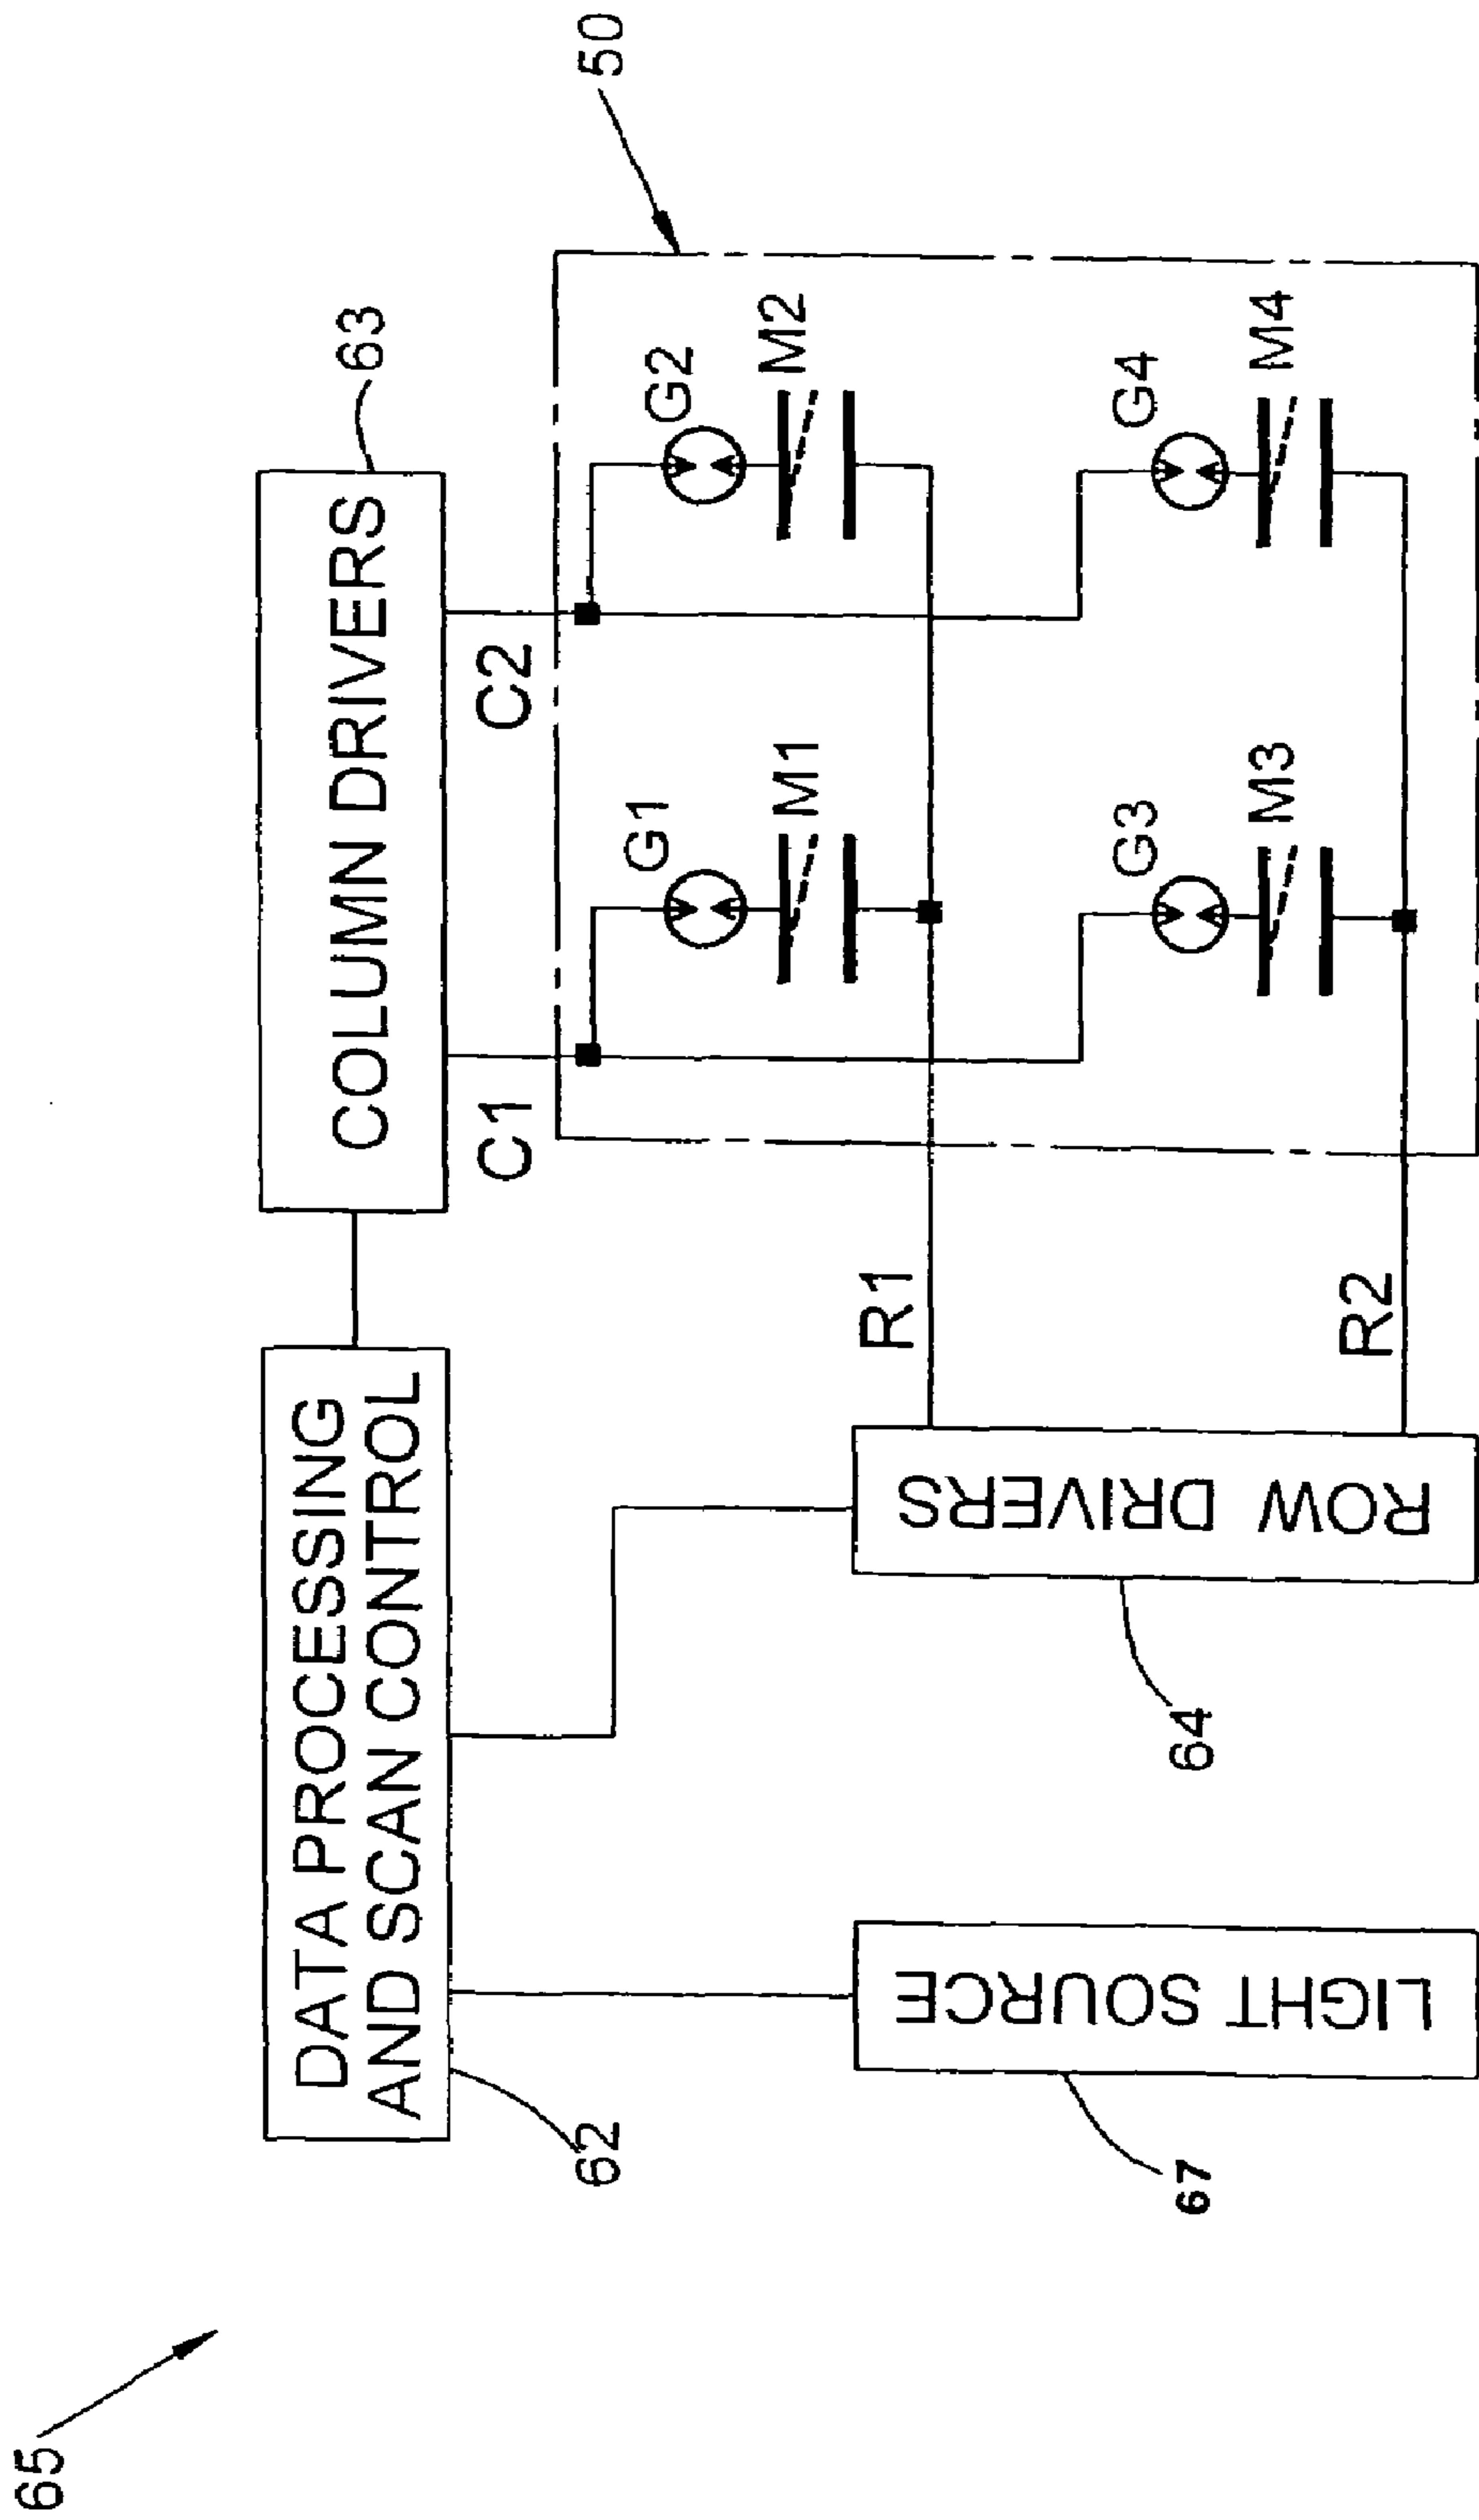 65
DATA PROCESSING
AND SCAN CONTROL
62
COLUMN DRIVERS
63
C1
C2
50
G1
M1
G2
M2
R1
G3
M3
G4
M4
R2
ROW DRIVERS
64
LIGHT SOURCE
67